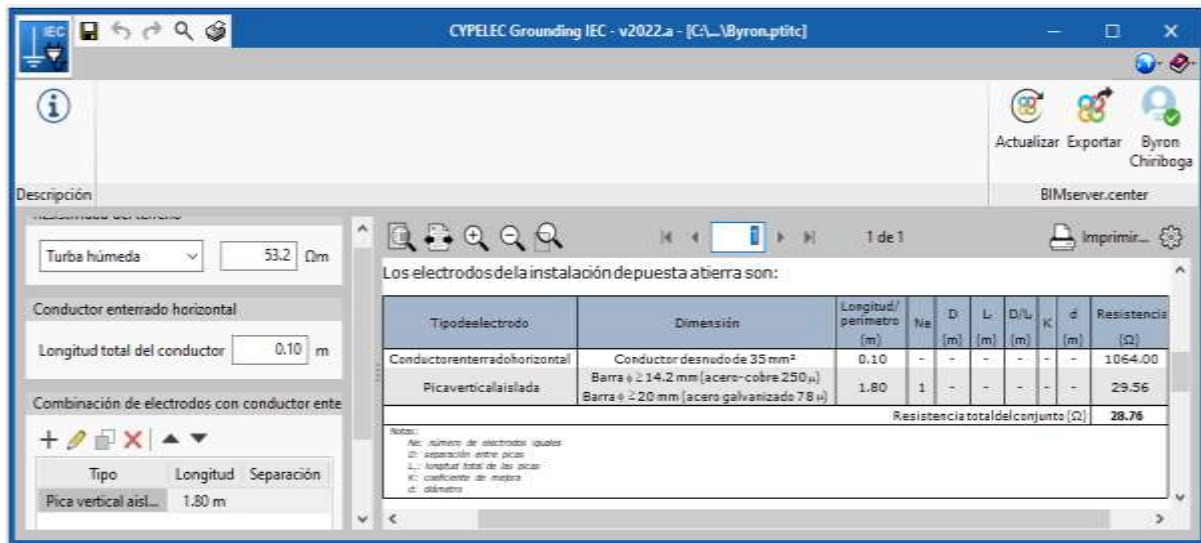 IEC
CYPELEC Grounding IEC - v2022.a - [C:\...\Byron.ptitc]
Actualizar Exportar Byron Chiriboga
Descripción
BIMserver.center
Turba húmeda 53.2 Ωm
1 1 de 1 Imprimir...
Los electrodos de la instalación de puesta a tierra son:
Conductor enterrado horizontal
Longitud total del conductor 0.10 m
Combinación de electrodos con conductor ente
Tipo Longitud Separación
Pica vertical aisl... 1.80 m
Tipo de electrodo Dimensión Longitud/perímetro (m) Ne D (m) Lt (m) D/Lt K d (m) Resistencia (Ω)
Conductor enterrado horizontal Conductor desnudo de 35 mm² 0.10 - - - - - - 1064.00
Pica vertical aislada Barra ϕ ≥ 14.2 mm (acero-cobre 250 µ) 1.80 1 - - - - - 29.56
Barra ϕ ≥ 20 mm (acero galvanizado 78 µ)
Resistencia total del conjunto (Ω) 28.76
Notas:
Ne: número de electrodos iguales
D: separación entre picas
Lt: longitud total de las picas
K: coeficiente de mejora
d: diámetro